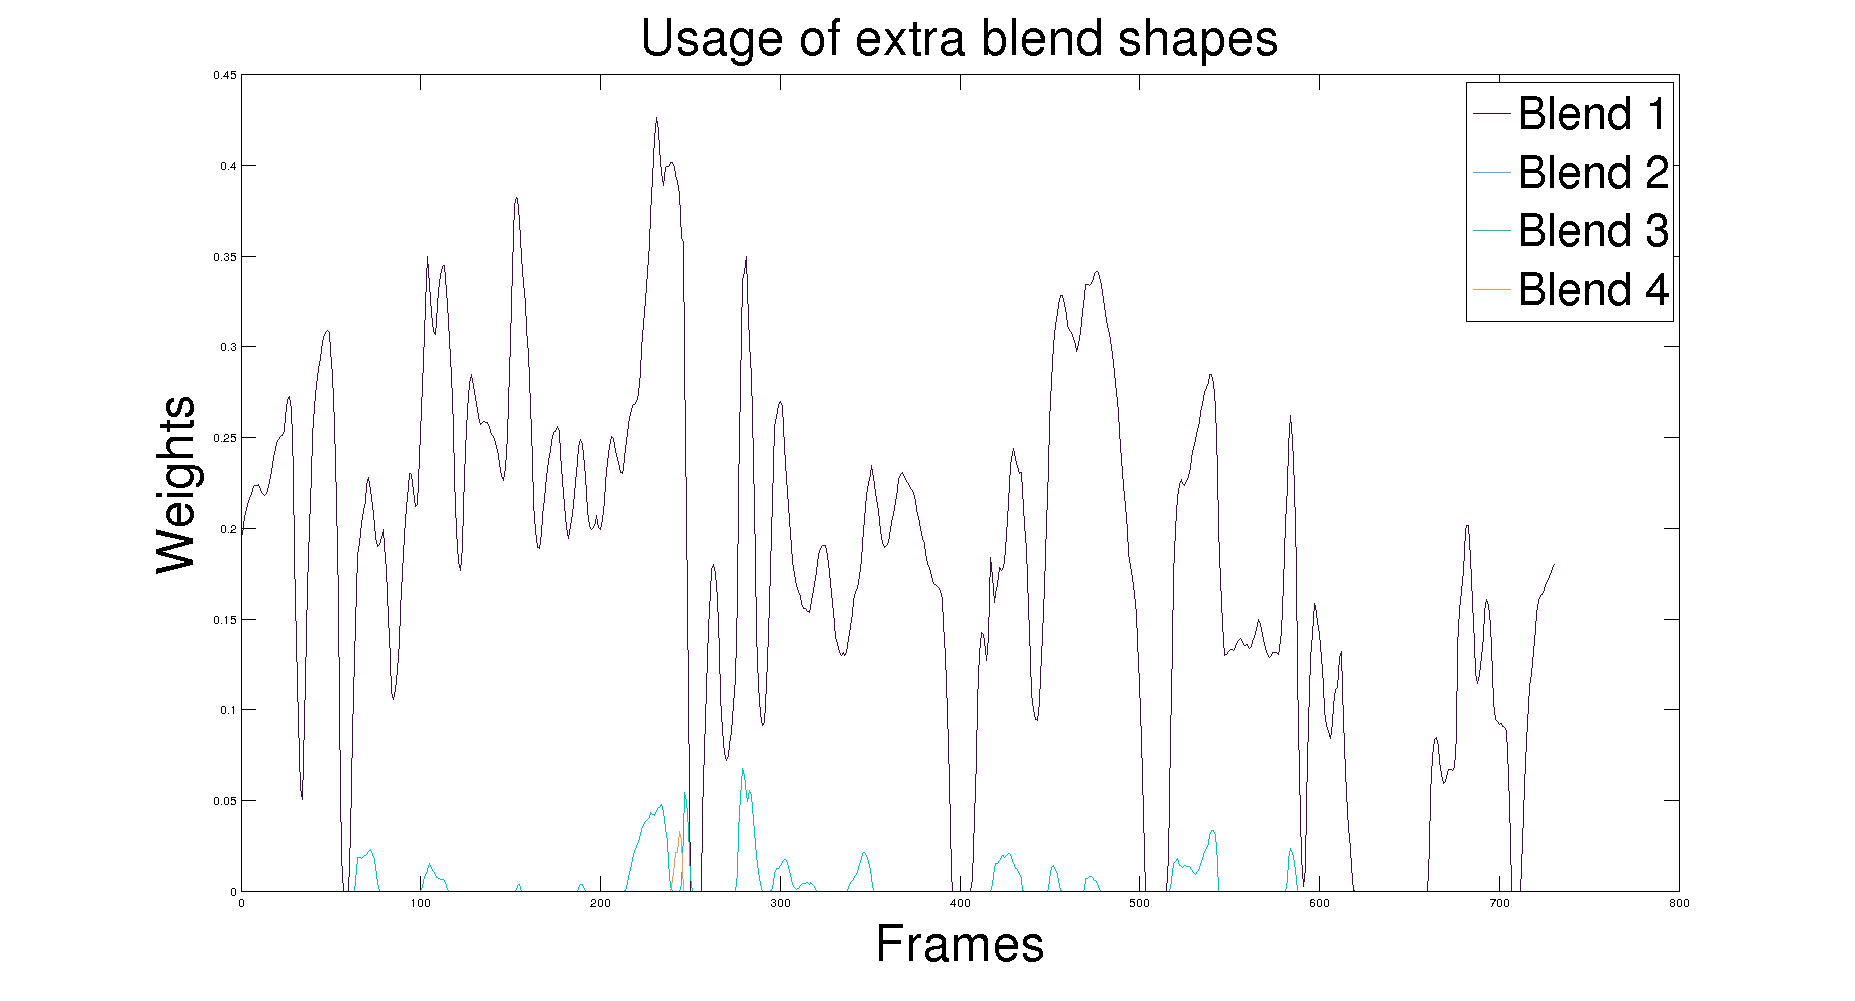 Usage of extra blend shapes
0.45
0.4
0.35
0.3
0.25
0.2
0.15
0.1
0.05
0
Weights
Blend 1
Blend 2
Blend 3
Blend 4
0 100 200 300 400 500 600 700 800
Frames